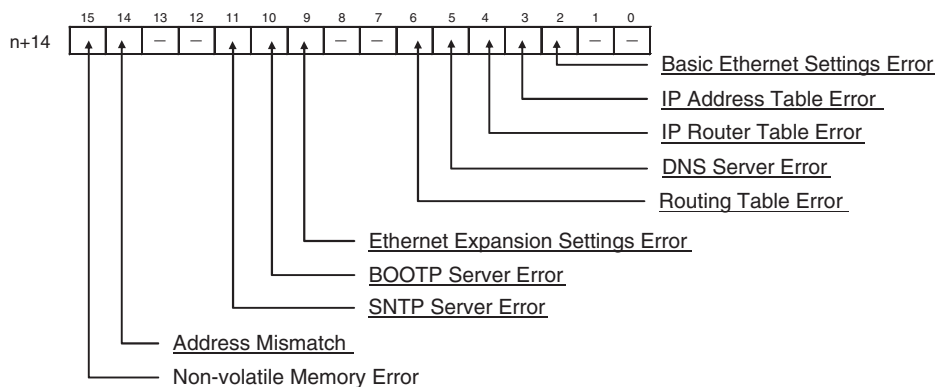 15 14 13 12 11 10 9 8 7 6 5 4 3 2 1 0
n+14 – – – – – –
Basic Ethernet Settings Error
IP Address Table Error
IP Router Table Error
DNS Server Error
Routing Table Error
Ethernet Expansion Settings Error
BOOTP Server Error
SNTP Server Error
Address Mismatch
Non-volatile Memory Error